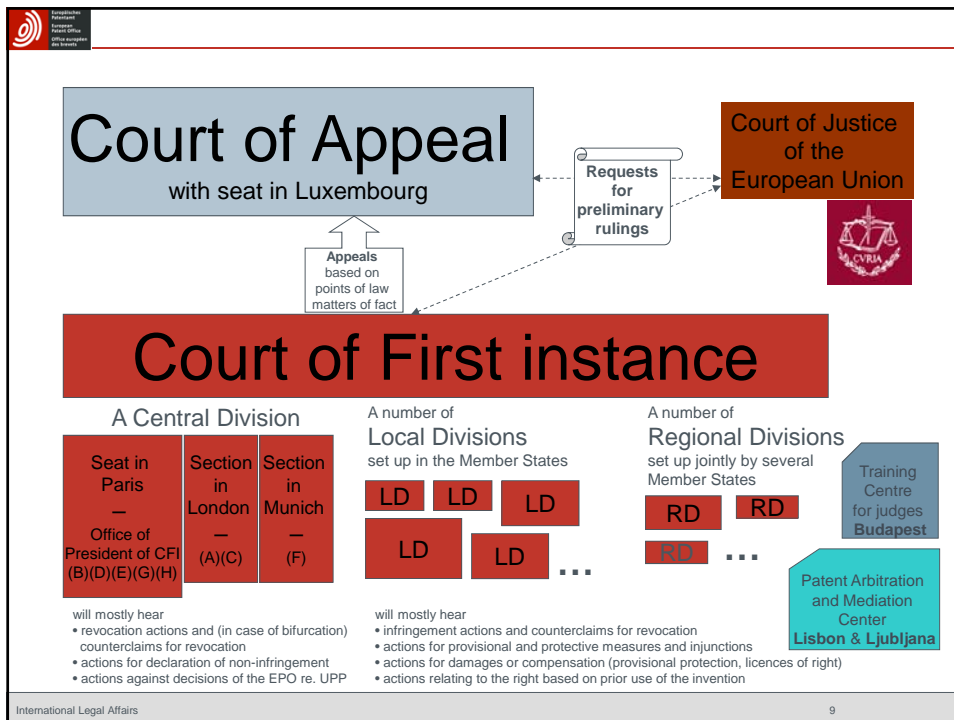 Europäisches
Patentamt
European
Patent Office
Office européen
des brevets
Court of Appeal
with seat in Luxembourg
Requests
for
preliminary
rulings
Court of Justice
of the
European Union
CVRIA
Appeals
based on
points of law
matters of fact
Court of First instance
A Central Division
Seat in
Paris
–
Office of
President of CFI
(B)(D)(E)(G)(H)
Section
in
London
–
(A)(C)
Section
in
Munich
–
(F)
will mostly hear
• revocation actions and (in case of bifurcation)
counterclaims for revocation
• actions for declaration of non-infringement
• actions against decisions of the EPO re. UPP
A number of
Local Divisions
set up in the Member States
LD
LD
LD
LD
LD
...
will mostly hear
• infringement actions and counterclaims for revocation
• actions for provisional and protective measures and injunctions
• actions for damages or compensation (provisional protection, licences of right)
• actions relating to the right based on prior use of the invention
A number of
Regional Divisions
set up jointly by several
Member States
RD
RD
RD
...
Training
Centre
for judges
Budapest
Patent Arbitration
and Mediation
Center
Lisbon & Ljubljana
International Legal Affairs
9